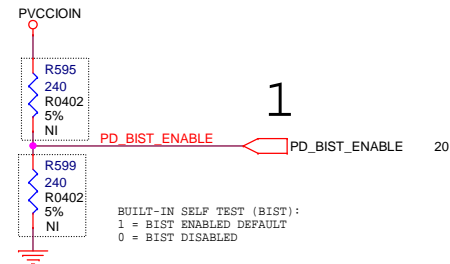 PVCCIOIN
R595
240
R0402
5%
NI
1
PD_BIST_ENABLE
PD_BIST_ENABLE 20
R599
240
R0402
5%
NI
BUILT-IN SELF TEST (BIST):
1 = BIST ENABLED DEFAULT
0 = BIST DISABLED